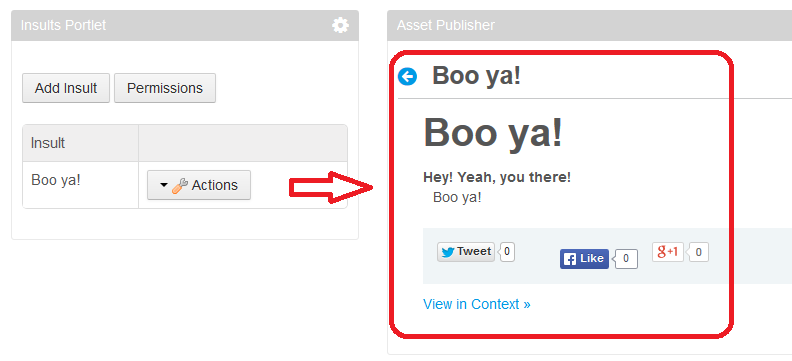 Insults Portlet
Add Insult Permissions
Insult
Boo ya! Actions
Asset Publisher
Boo ya!
Boo ya!
Hey! Yeah, you there!
Boo ya!
Tweet 0 Like 0 g+1 0
View in Context »